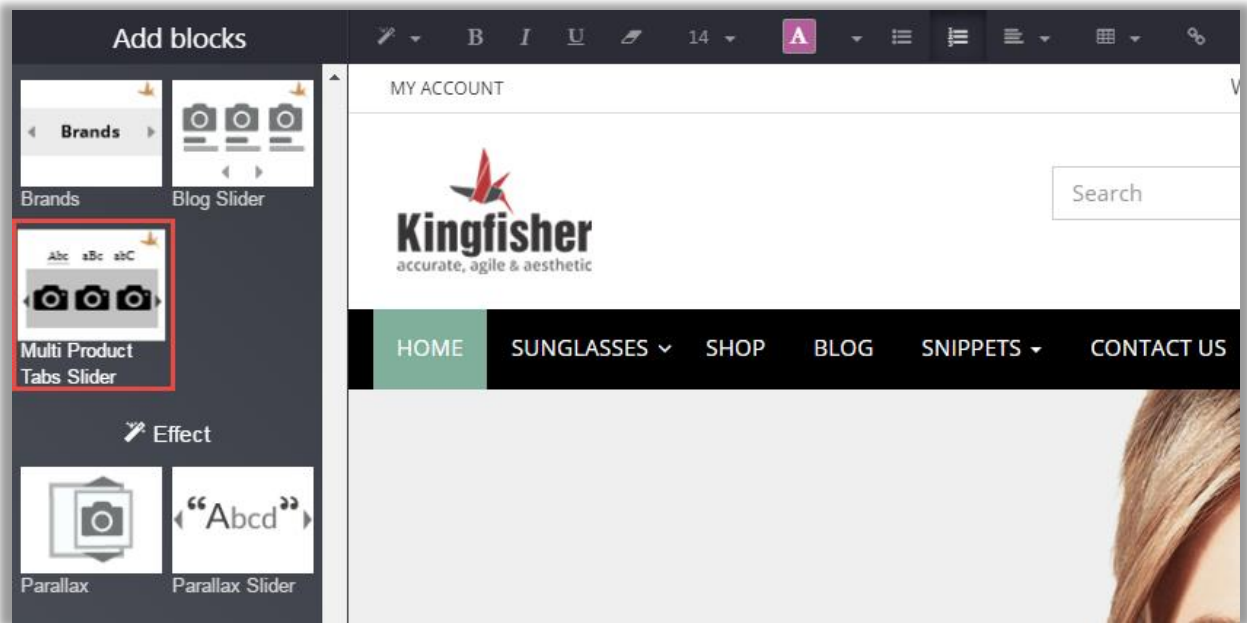 Add blocks
B I U 14 A
Brands
Brands
Blog Slider
Abc aBc abC
Multi Product
Tabs Slider
Effect
“Abcd”
Parallax
Parallax Slider
MY ACCOUNT
Kingfisher
accurate, agile & aesthetic
Search
HOME SUNGLASSES SHOP BLOG SNIPPETS CONTACT US